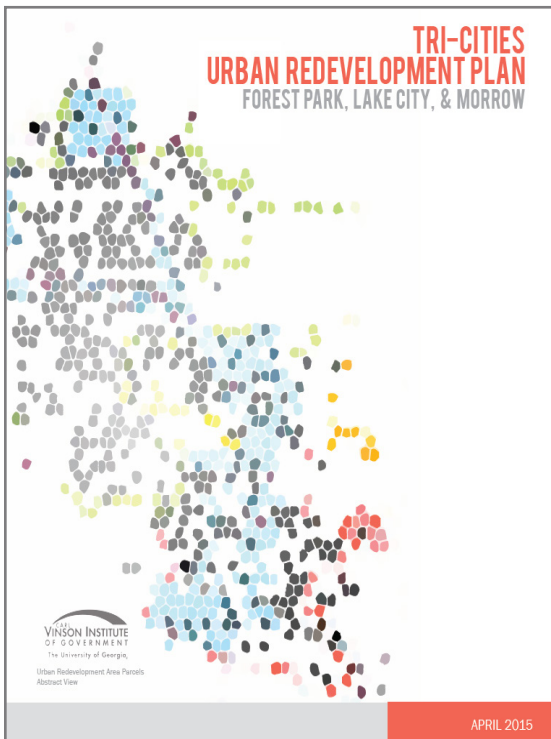 TRI-CITIES
URBAN REDEVELOPMENT PLAN
FOREST PARK, LAKE CITY, & MORROW
CARL
VINSON INSTITUTE
OF GOVERNMENT
The University of Georgia
Urban Redevelopment Area Parcels
Abstract View
APRIL 2015